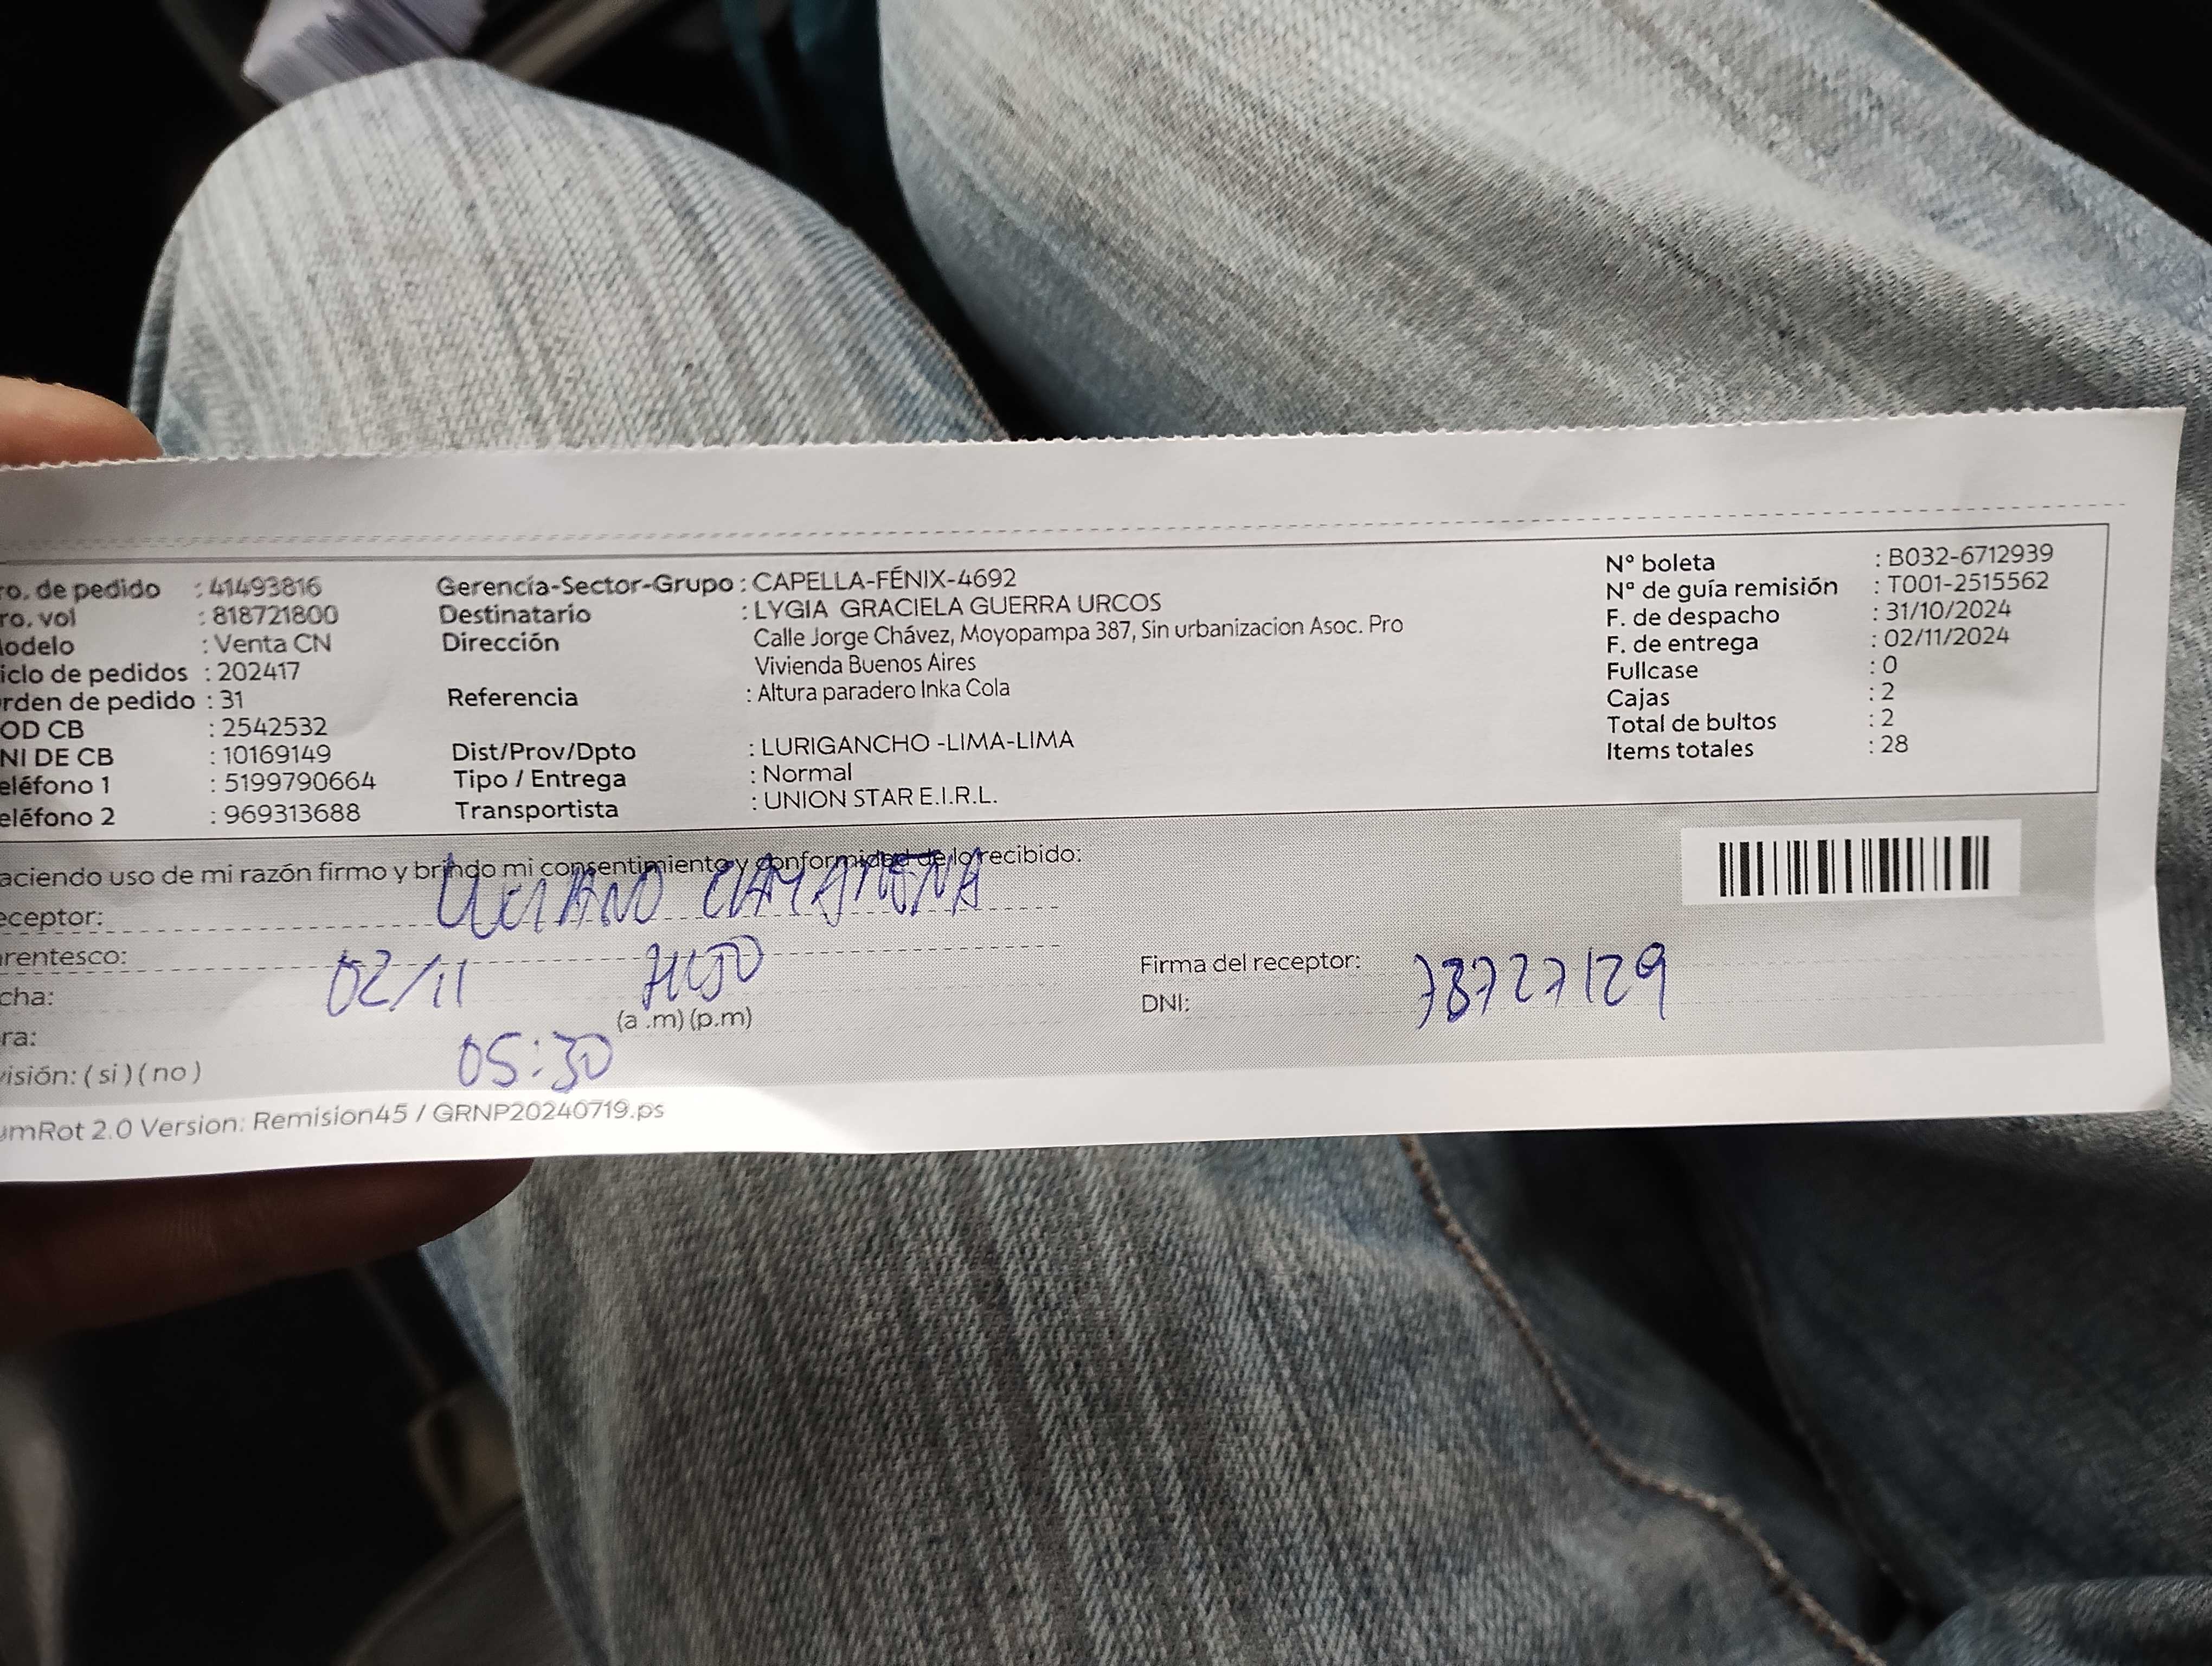 ro. de pedido : 41493816
ro. vol : 818721800
odelo : Venta CN
iclo de pedidos : 202417
rden de pedido : 31
OD CB : 2542532
NI DE CB : 10169149
eléfono 1 : 5199790664
eléfono 2 : 969313688
Gerencia-Sector-Grupo : CAPELLA-FÉNIX-4692
Destinatario : LYGIA GRACIELA GUERRA URCOS
Dirección Calle Jorge Chávez, Moyopampa 387, Sin urbanizacion Asoc. Pro
Vivienda Buenos Aires
Referencia : Altura paradero Inka Cola
Dist/Prov/Dpto : LURIGANCHO -LIMA-LIMA
Tipo / Entrega : Normal
Transportista : UNION STAR E.I.R.L.
N° boleta : B032-6712939
N° de guía remisión : T001-2515562
F. de despacho : 31/10/2024
F. de entrega : 02/11/2024
Fullcase : 0
Cajas : 2
Total de bultos : 2
Items totales : 28
aciendo uso de mi razón firmo y brindo mi consentimiento y conformidad de lo recibido:
eceptor: LUCIANO
rentesco: HIJO
cha: 02/11
(a .m) (p.m)
ra: 05:30
visión: ( si ) ( no )
Firma del receptor:
DNI: 78727129
omRot 2.0 Version: Remision45 / GRNP20240719.ps